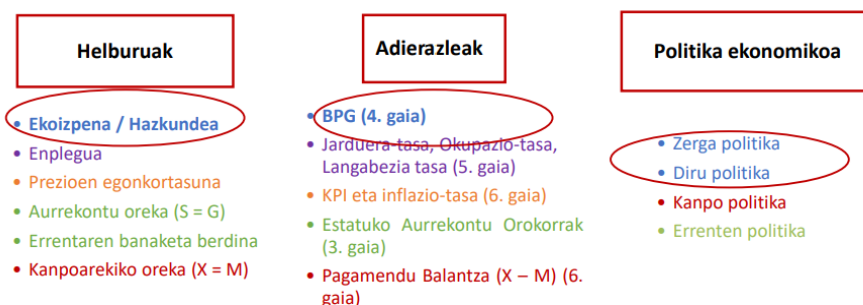 Helburuak
• Ekoizpena / Hazkundea
• Enplegua
• Prezioen egonkortasuna
• Aurrekontu oreka (S = G)
• Errentaren banaketa berdina
• Kanpoarekiko oreka (X = M)
Adierazleak
• BPG (4. gaia)
• Jarduera-tasa, Okupazio-tasa,
Langabezia tasa (5. gaia)
• KPI eta inflazio-tasa (6. gaia)
• Estatuko Aurrekontu Orokorrak
(3. gaia)
• Pagamendu Balantza (X – M) (6.
gaia)
Politika ekonomikoa
• Zerga politika
• Diru politika
• Kanpo politika
• Errenten politika